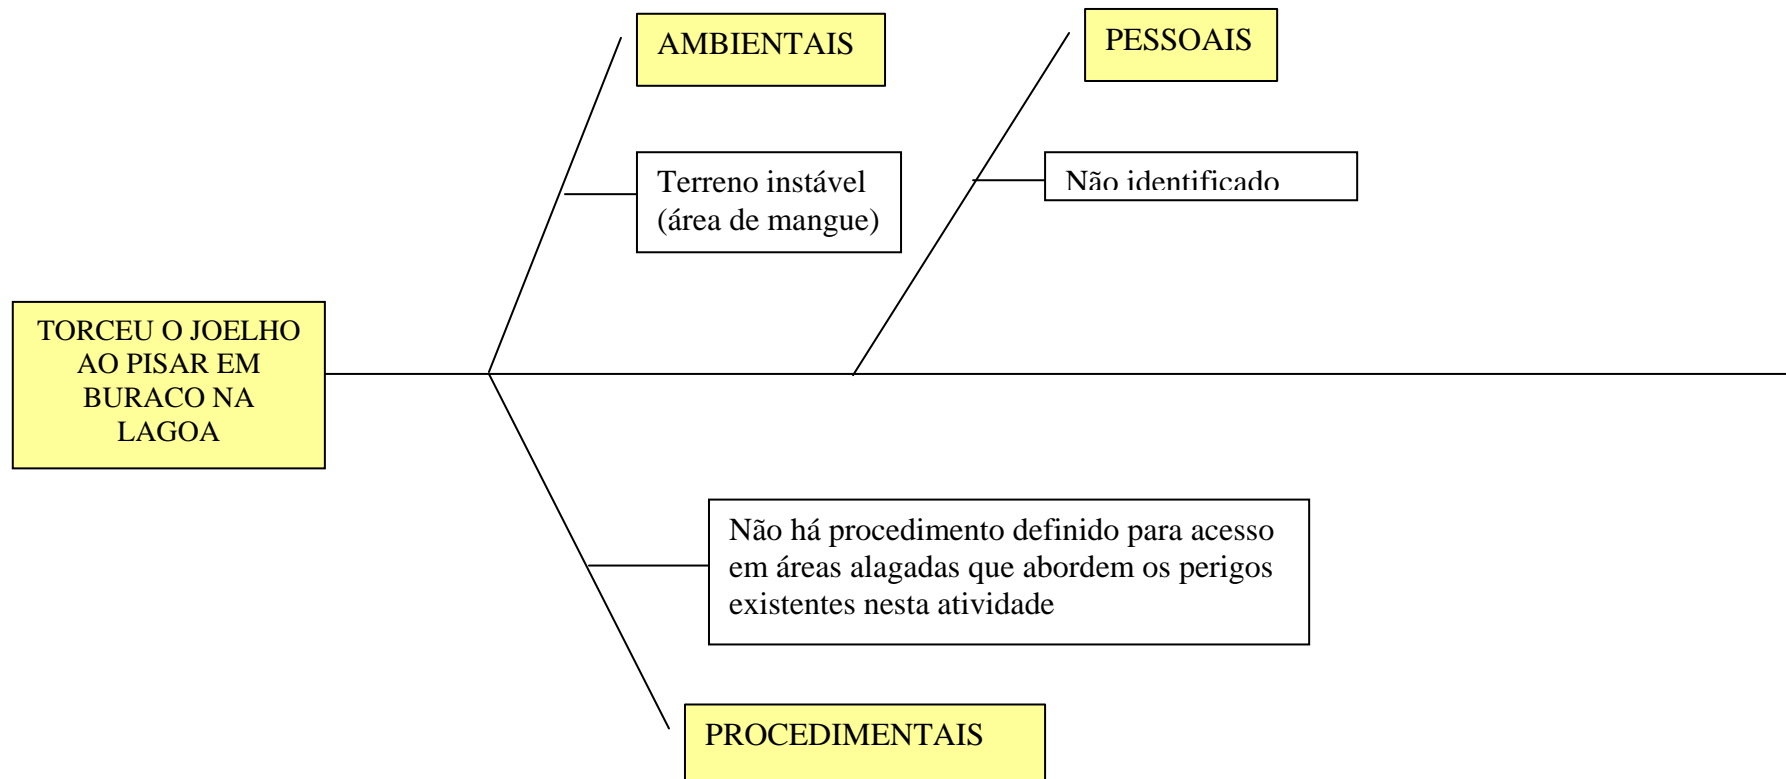 AMBIENTAIS
PESSOAIS
Terreno instável
(área de mangue)
Não identificado
TORCEU O JOELHO
AO PISAR EM
BURACO NA
LAGOA
Não há procedimento definido para acesso
em áreas alagadas que abordem os perigos
existentes nesta atividade
PROCEDIMENTAIS